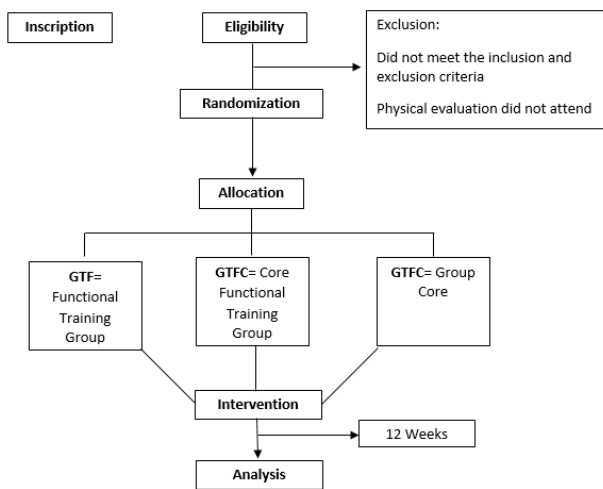 Inscription
Eligibility
Exclusion:
Did not meet the inclusion and
exclusion criteria
Physical evaluation did not attend
Randomization
Allocation
GTF=
Functional
Training
Group
GTFC= Core
Functional
Training
Group
GTFC= Group
Core
Intervention
12 Weeks
Analysis